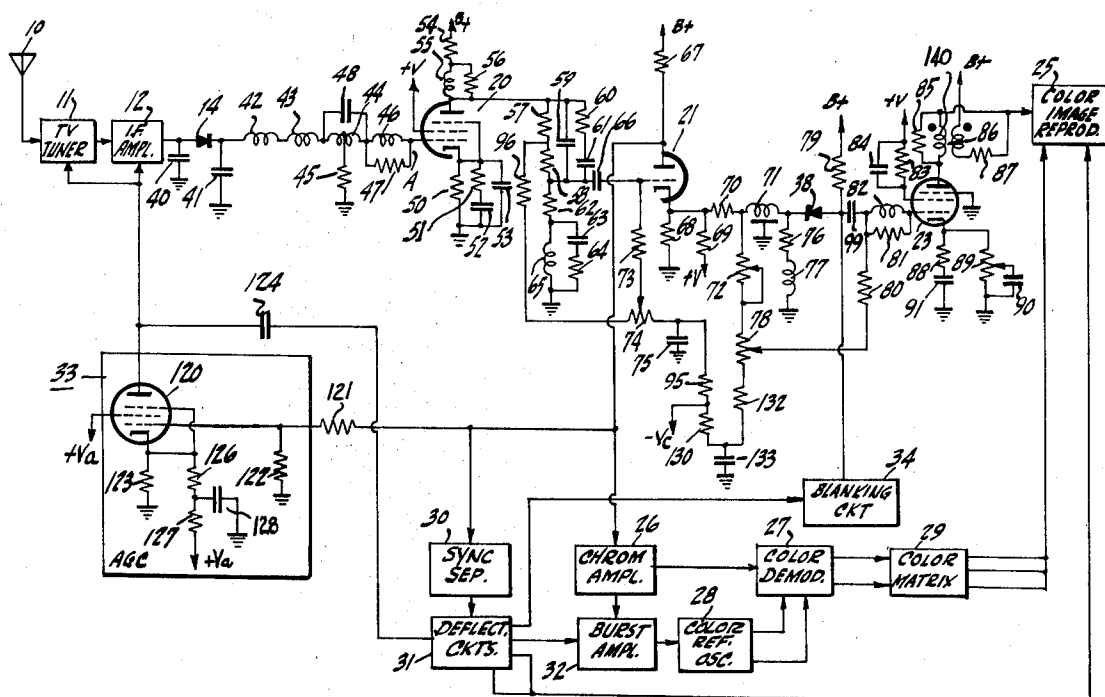 10
11
TV
TUNER
12
I.F.
AMPL.
14
40
41
42
43
48
44
46
45
47
A
+V
54
B+
55
56
20
50
51
52
53
57
59
60
61
66
96
58
62
63
64
65
B+
67
21
68
69
+V
70
71
38
72
73
74
75
76
77
78
95
-Vc
130
132
133
B+
79
84
82
99
81
80
+V
85
140
B+
86
83
87
23
88
89
91
90
25
COLOR
IMAGE
REPROD.
124
33
120
+Va
123
126
127
128
122
+Va
AGC
121
30
SYNC
SEP.
26
CHROM
AMPL.
34
BLANKING
CKT
27
COLOR
DEMOD.
29
COLOR
MATRIX
31
DEFLECT.
CKTS.
32
BURST
AMPL.
28
COLOR
REF.
OSC.